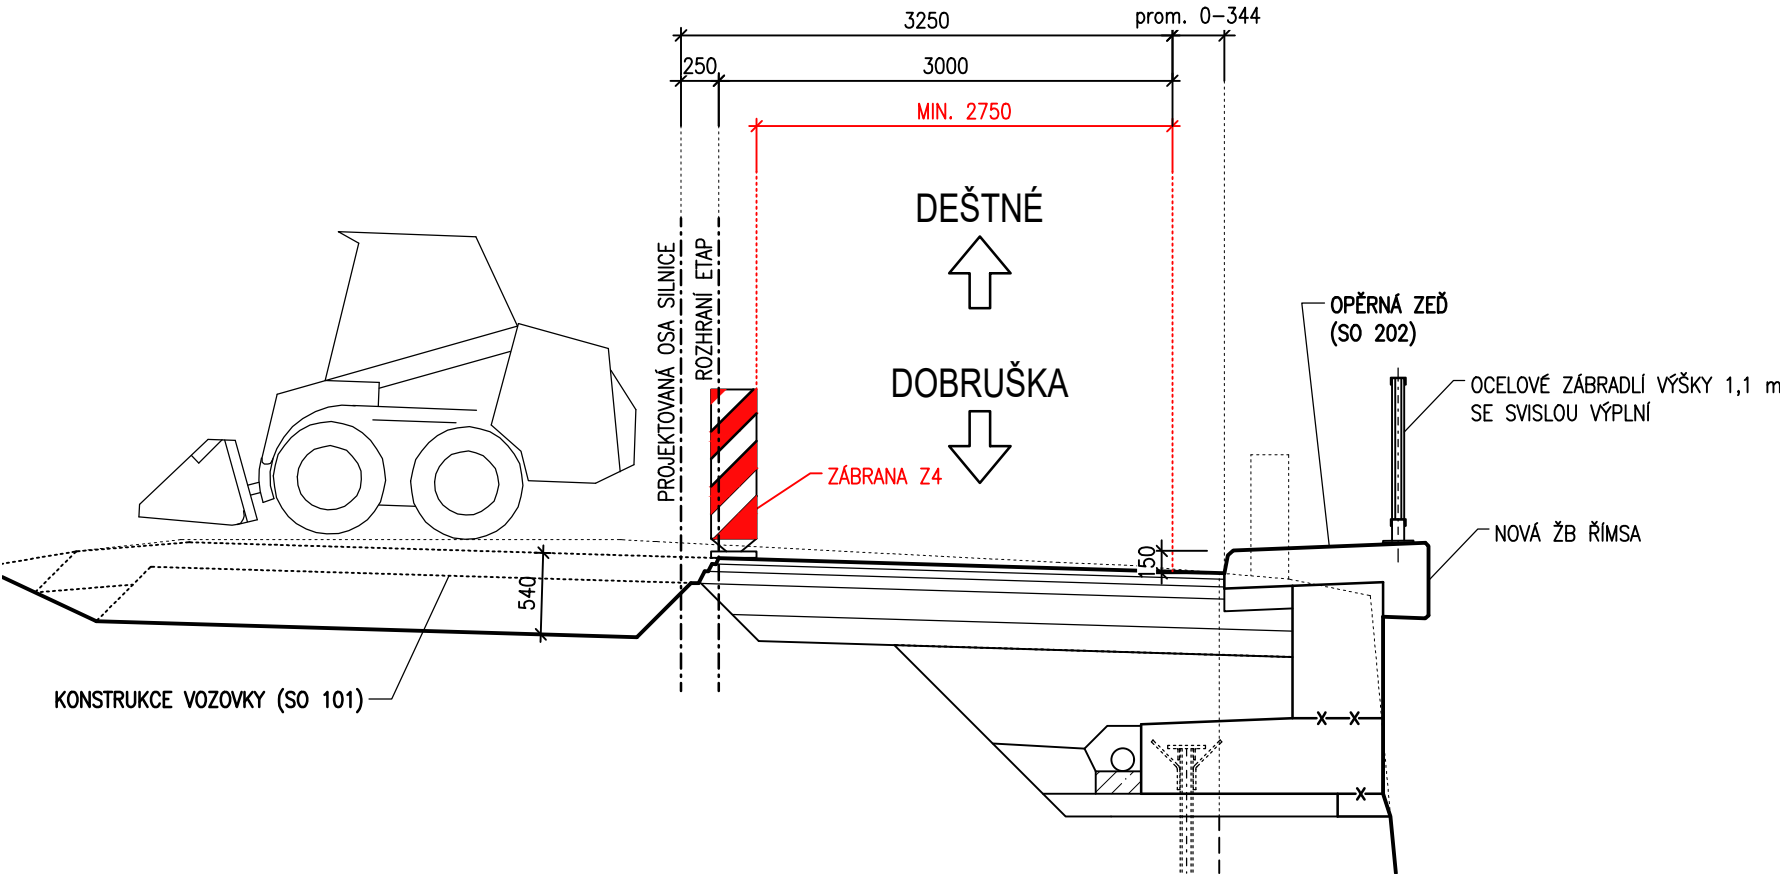 3250
prom. 0-344
250
3000
MIN. 2750
DEŠTNÉ
PROJEKTOVANÁ OSA SILNICE
ROZHRANÍ ETAP
OPĚRNÁ ZEĎ
(SO 202)
DOBRUŠKA
OCELOVÉ ZÁBRADLÍ VÝŠKY 1,1 m
SE SVISLOU VÝPLNÍ
ZÁBRANA Z4
NOVÁ ŽB ŘÍMSA
150
540
KONSTRUKCE VOZOVKY (SO 101)